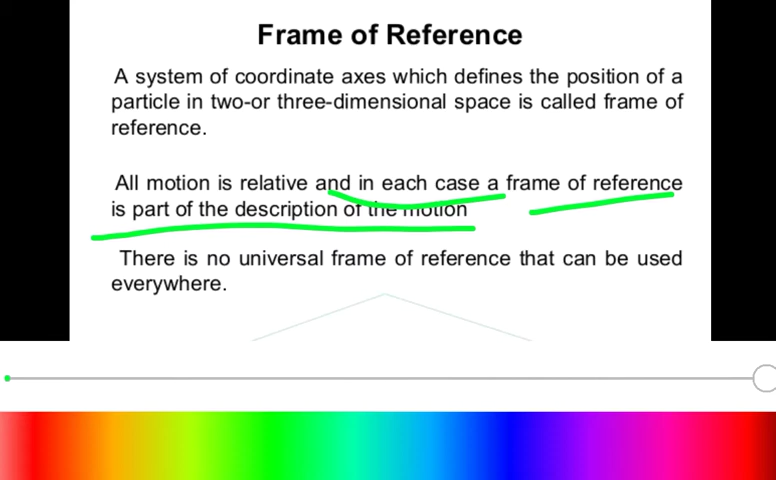 Frame of Reference
A system of coordinate axes which defines the position of a
particle in two-or three-dimensional space is called frame of
reference.
All motion is relative and in each case a frame of reference
is part of the description of the motion
There is no universal frame of reference that can be used
everywhere.